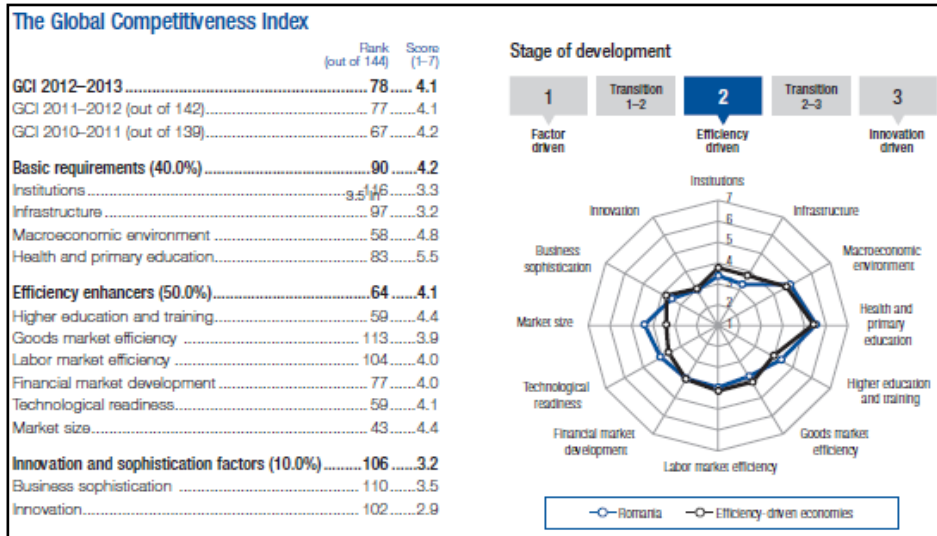 The Global Competitiveness Index
Rank Score
(out of 144) (1–7)
GCI 2012–2013 78 4.1
GCI 2011–2012 (out of 142) 77 4.1
GCI 2010–2011 (out of 139) 67 4.2
Basic requirements (40.0%) 90 4.2
Institutions 116 3.3
3.5 in
Infrastructure 97 3.2
Macroeconomic environment 58 4.8
Health and primary education 83 5.5
Efficiency enhancers (50.0%) 64 4.1
Higher education and training 59 4.4
Goods market efficiency 113 3.9
Labor market efficiency 104 4.0
Financial market development 77 4.0
Technological readiness 59 4.1
Market size 43 4.4
Innovation and sophistication factors (10.0%) 106 3.2
Business sophistication 110 3.5
Innovation 102 2.9
Stage of development
1
Transition
1–2
2
Transition
2–3
3
Factor
driven
Efficiency
driven
Innovation
driven
Institutions
Infrastructure
Macroeconomic
environment
Health and
primary
education
Higher education
and training
Goods market
efficiency
Labor market efficiency
Financial market
development
Technological
readiness
Market size
Business
sophistication
Innovation
7
6
5
4
3
2
1
Romania Efficiency-driven economies